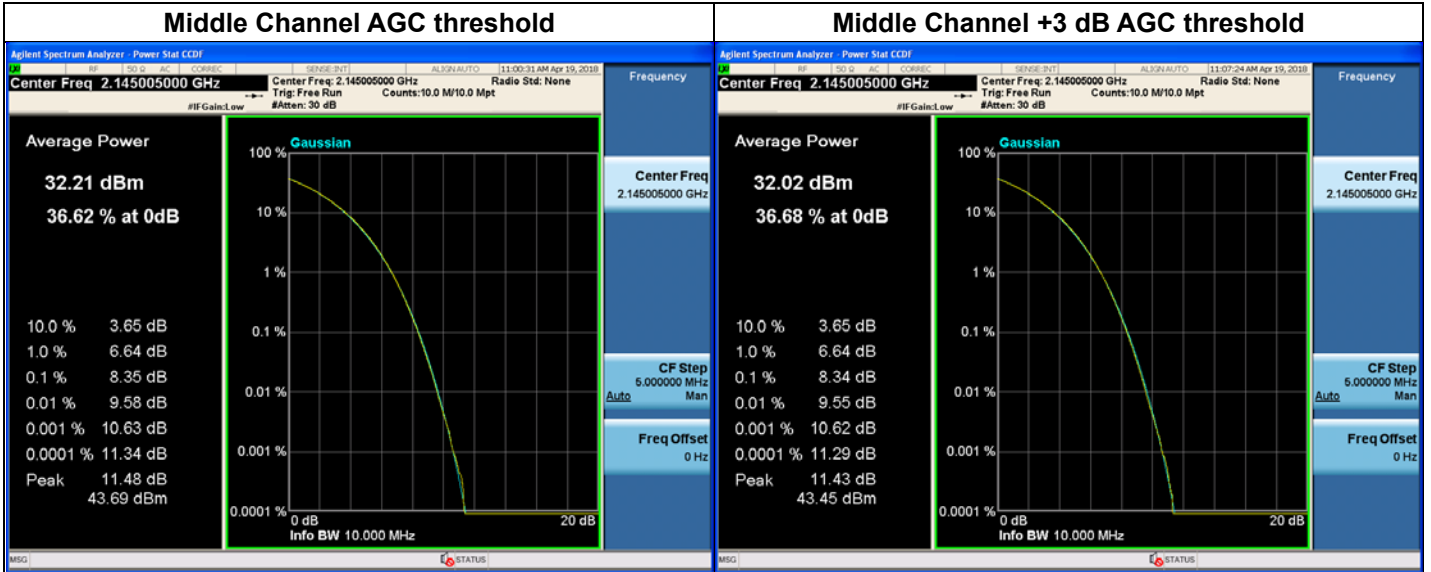 Middle Channel AGC threshold
Agilent Spectrum Analyzer - Power Stat CCDF
RF 50 Ω AC CORREC SENSE:INT ALIGN AUTO 11:00:31 AM Apr 19, 2018
Center Freq 2.145005000 GHz
Center Freq: 2.145005000 GHz Radio Std: None
Trig: Free Run Counts:10.0 M/10.0 Mpt
#IFGain:Low #Atten: 30 dB
Average Power
32.21 dBm
36.62 % at 0dB
10.0 % 3.65 dB
1.0 % 6.64 dB
0.1 % 8.35 dB
0.01 % 9.58 dB
0.001 % 10.63 dB
0.0001 % 11.34 dB
Peak 11.48 dB
43.69 dBm
Gaussian
100 %
10 %
1 %
0.1 %
0.01 %
0.001 %
0.0001 %
0 dB 20 dB
Info BW 10.000 MHz
Frequency
Center Freq
2.145005000 GHz
CF Step
5.000000 MHz
Auto Man
Freq Offset
0 Hz
MSG STATUS
Middle Channel +3 dB AGC threshold
Agilent Spectrum Analyzer - Power Stat CCDF
RF 50 Ω AC CORREC SENSE:INT ALIGN AUTO 11:07:24 AM Apr 19, 2018
Center Freq 2.145005000 GHz
Center Freq: 2.145005000 GHz Radio Std: None
Trig: Free Run Counts:10.0 M/10.0 Mpt
#IFGain:Low #Atten: 30 dB
Average Power
32.02 dBm
36.68 % at 0dB
10.0 % 3.65 dB
1.0 % 6.64 dB
0.1 % 8.34 dB
0.01 % 9.55 dB
0.001 % 10.62 dB
0.0001 % 11.29 dB
Peak 11.43 dB
43.45 dBm
Gaussian
100 %
10 %
1 %
0.1 %
0.01 %
0.001 %
0.0001 %
0 dB 20 dB
Info BW 10.000 MHz
Frequency
Center Freq
2.145005000 GHz
CF Step
5.000000 MHz
Auto Man
Freq Offset
0 Hz
MSG STATUS